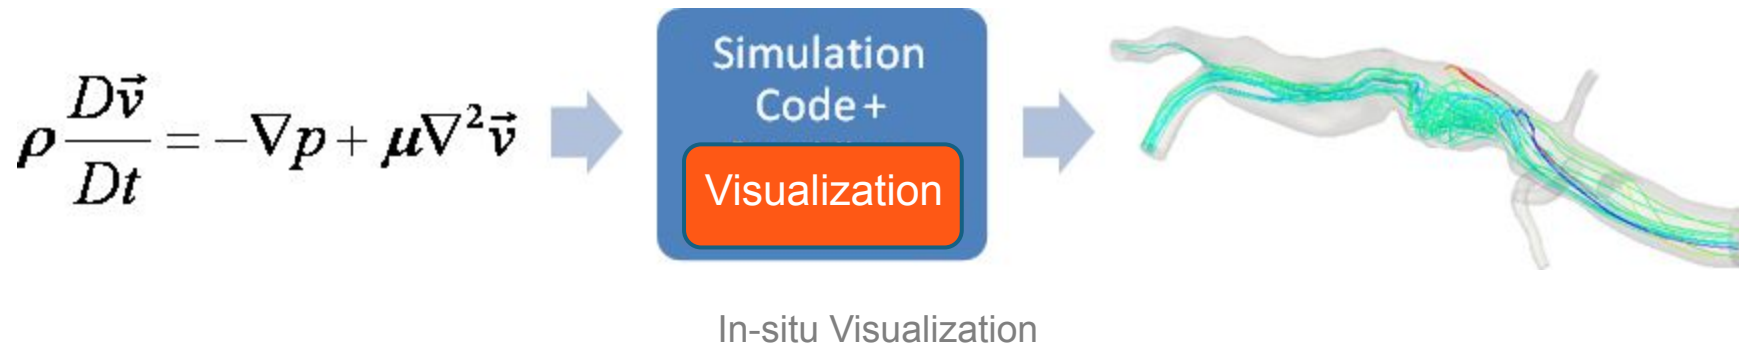 ρ Dv⃗/Dt = −∇p + μ∇²v⃗
Simulation
Code +
Visualization
In-situ Visualization